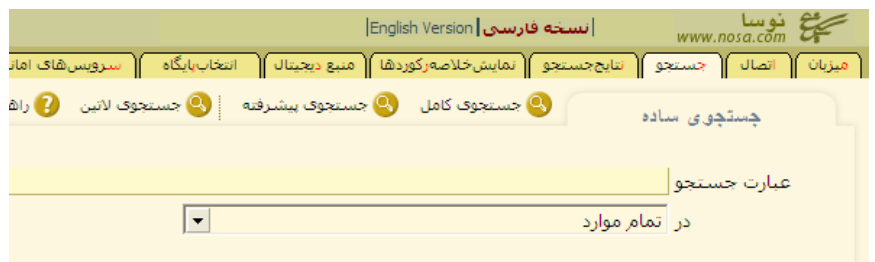 نوسا
www.nosa.com
نسخه فارسی | English Version
میزبان اتصال جستجو نتایج‌جستجو نمایش‌خلاصه‌رکوردها منبع دیجیتال انتخاب‌پایگاه سرویس‌های
جستجوی ساده جستجوی کامل جستجوی پیشرفته جستجوی لاتین
عبارت جستجو
در تمام موارد